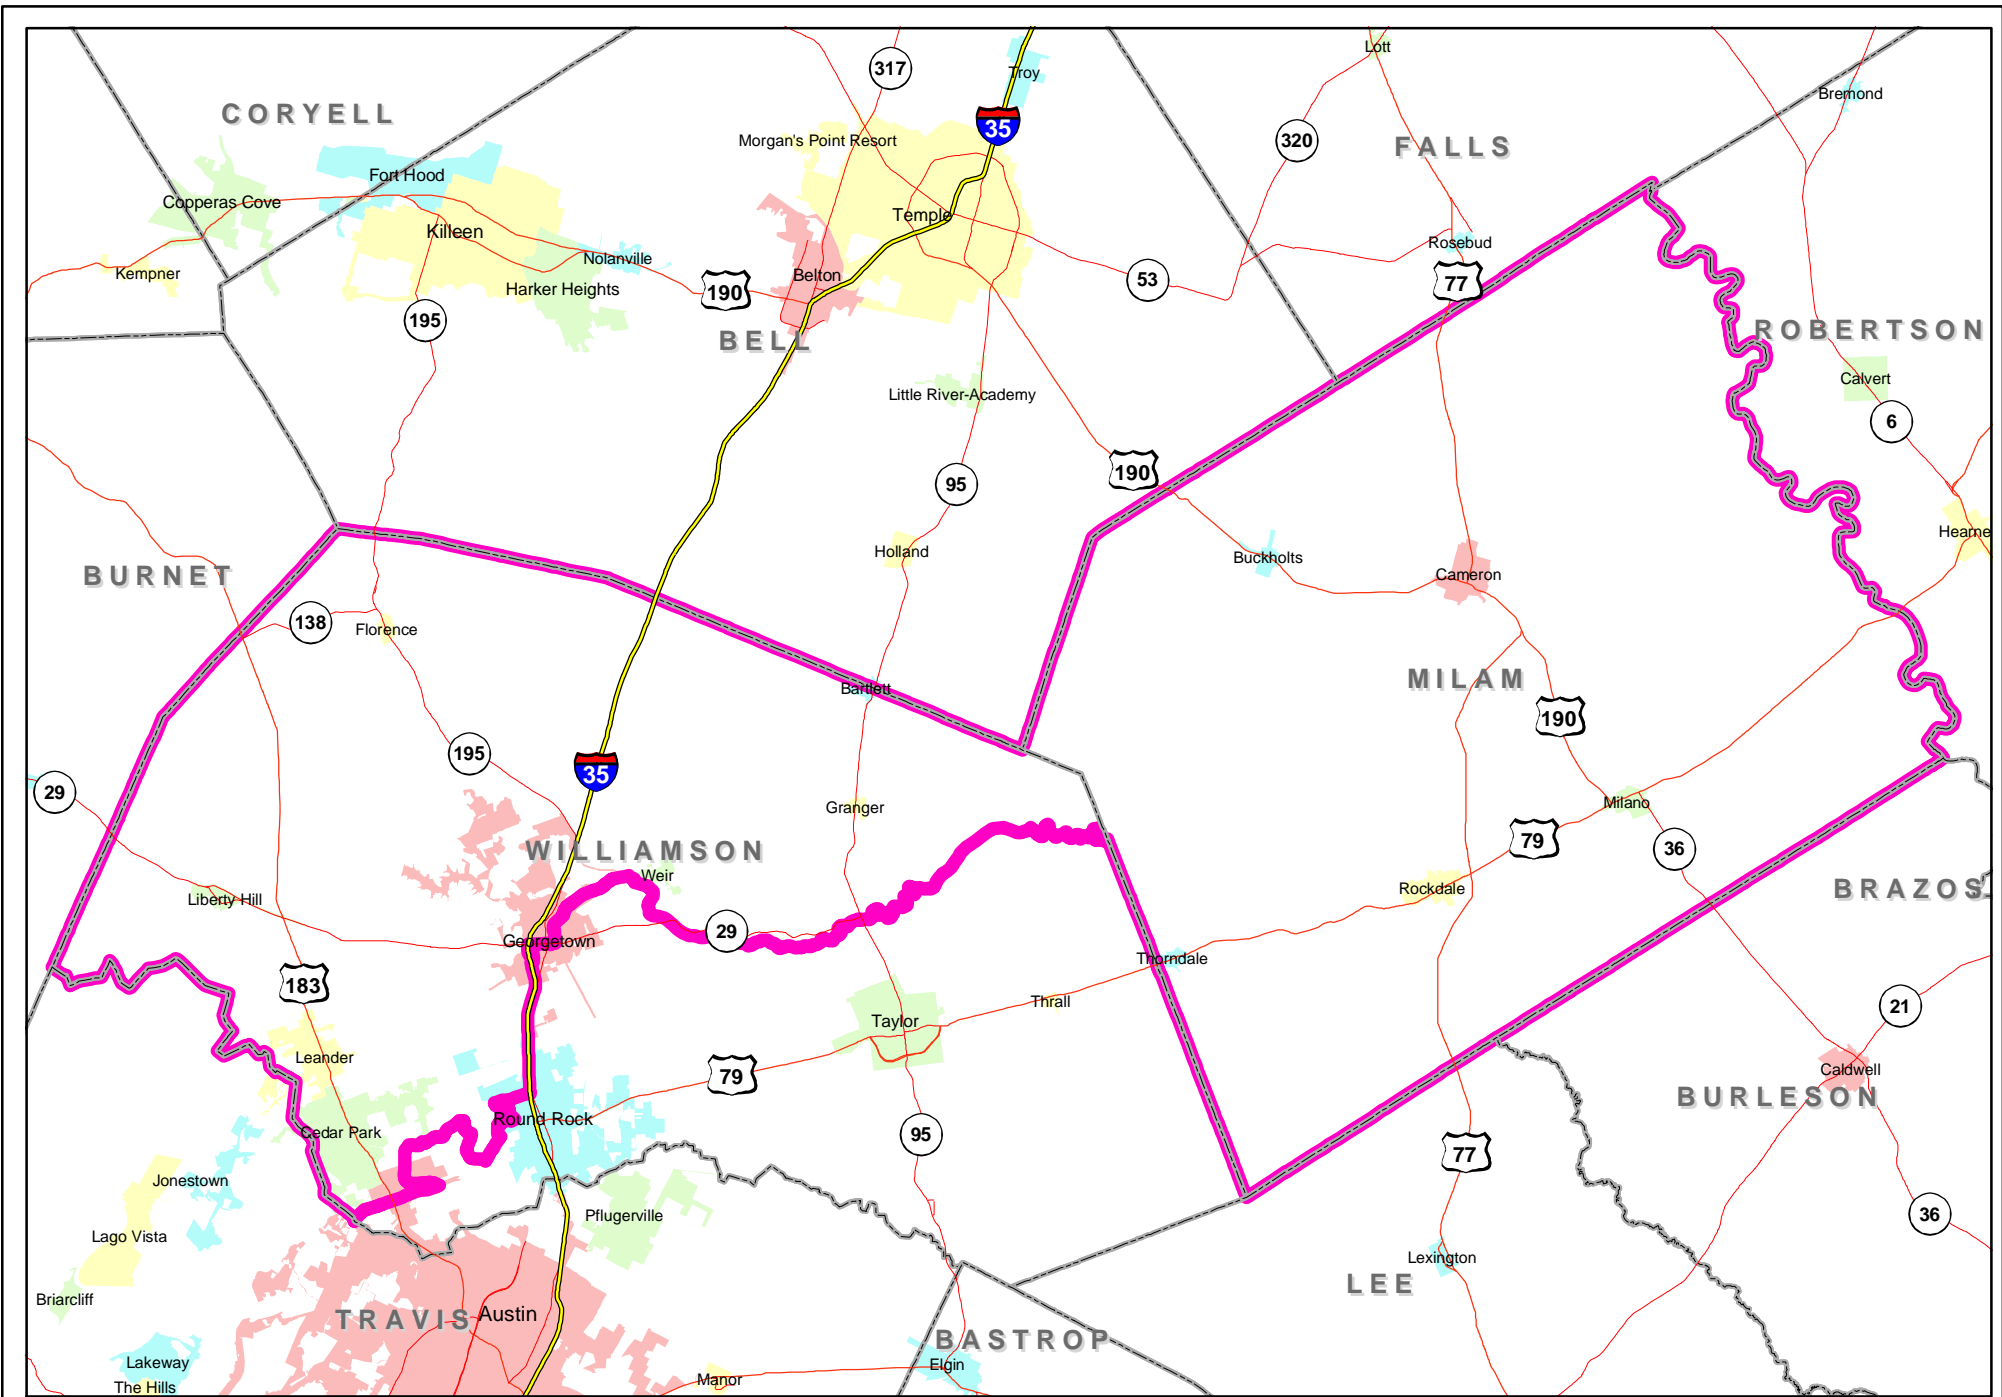 317
Troy
Lott
Bremond
CORYELL
35
Morgan's Point Resort
320
FALLS
Fort Hood
Copperas Cove
Temple
Killeen
Rosebud
Nolanville
Kempner
Belton
Harker Heights
190
53
77
195
BELL
ROBERTSON
Calvert
Little River-Academy
6
190
95
Hearne
Holland
Buckholts
BURNET
Cameron
138
Florence
MILAM
Bartlett
190
195
35
29
Milano
Granger
79
36
WILLIAMSON
Weir
Rockdale
BRAZOS
Liberty Hill
29
Georgetown
Thorndale
183
Thrall
21
Taylor
Leander
Caldwell
79
BURLESON
Round Rock
Cedar Park
95
77
Jonestown
Pflugerville
36
Lago Vista
Lexington
LEE
Briarcliff
TRAVIS
Austin
BASTROP
Lakeway
Elgin
Manor
The Hills